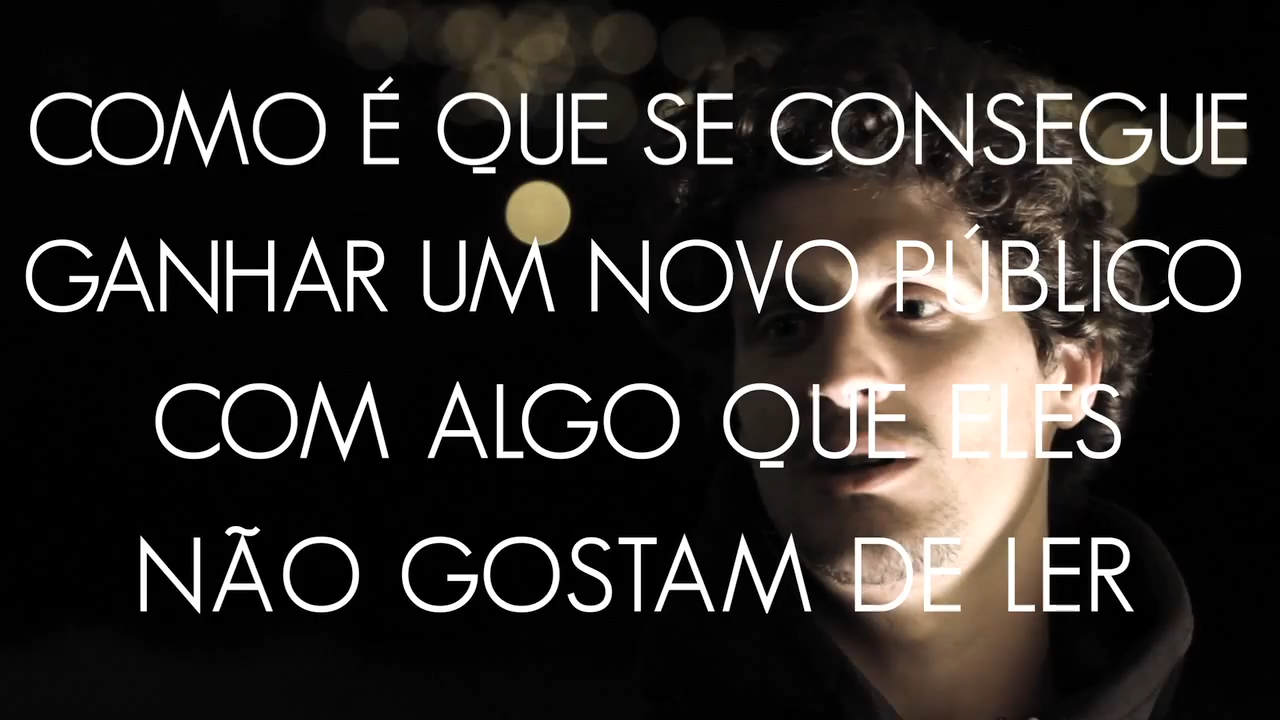 COMO É QUE SE CONSEGUE
GANHAR UM NOVO PÚBLICO
COM ALGO QUE ELES
NÃO GOSTAM DE LER